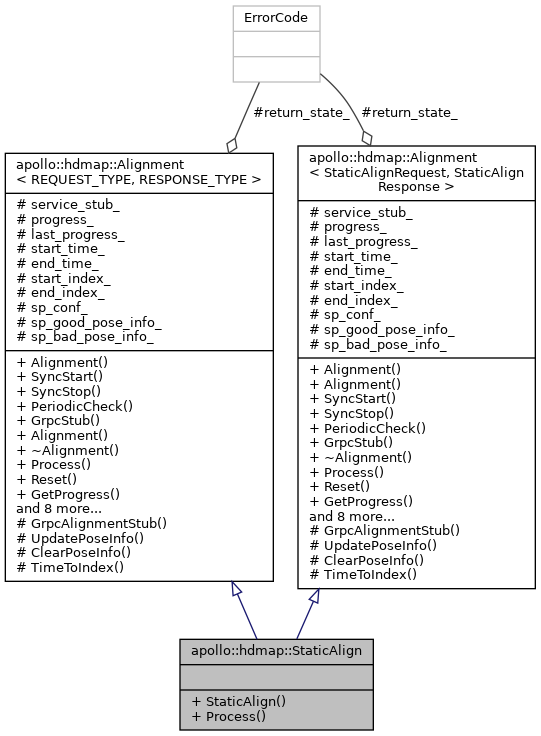 ErrorCode
#return_state_
#return_state_
apollo::hdmap::Alignment
< REQUEST_TYPE, RESPONSE_TYPE >
# service_stub_
# progress_
# last_progress_
# start_time_
# end_time_
# start_index_
# end_index_
# sp_conf_
# sp_good_pose_info_
# sp_bad_pose_info_
+ Alignment()
+ SyncStart()
+ SyncStop()
+ PeriodicCheck()
+ GrpcStub()
+ Alignment()
+ ~Alignment()
+ Process()
+ Reset()
+ GetProgress()
and 8 more...
# GrpcAlignmentStub()
# UpdatePoseInfo()
# ClearPoseInfo()
# TimeToIndex()
apollo::hdmap::Alignment
< StaticAlignRequest, StaticAlign
Response >
# service_stub_
# progress_
# last_progress_
# start_time_
# end_time_
# start_index_
# end_index_
# sp_conf_
# sp_good_pose_info_
# sp_bad_pose_info_
+ Alignment()
+ Alignment()
+ SyncStart()
+ SyncStop()
+ PeriodicCheck()
+ GrpcStub()
+ ~Alignment()
+ Process()
+ Reset()
+ GetProgress()
and 8 more...
# GrpcAlignmentStub()
# UpdatePoseInfo()
# ClearPoseInfo()
# TimeToIndex()
apollo::hdmap::StaticAlign
+ StaticAlign()
+ Process()